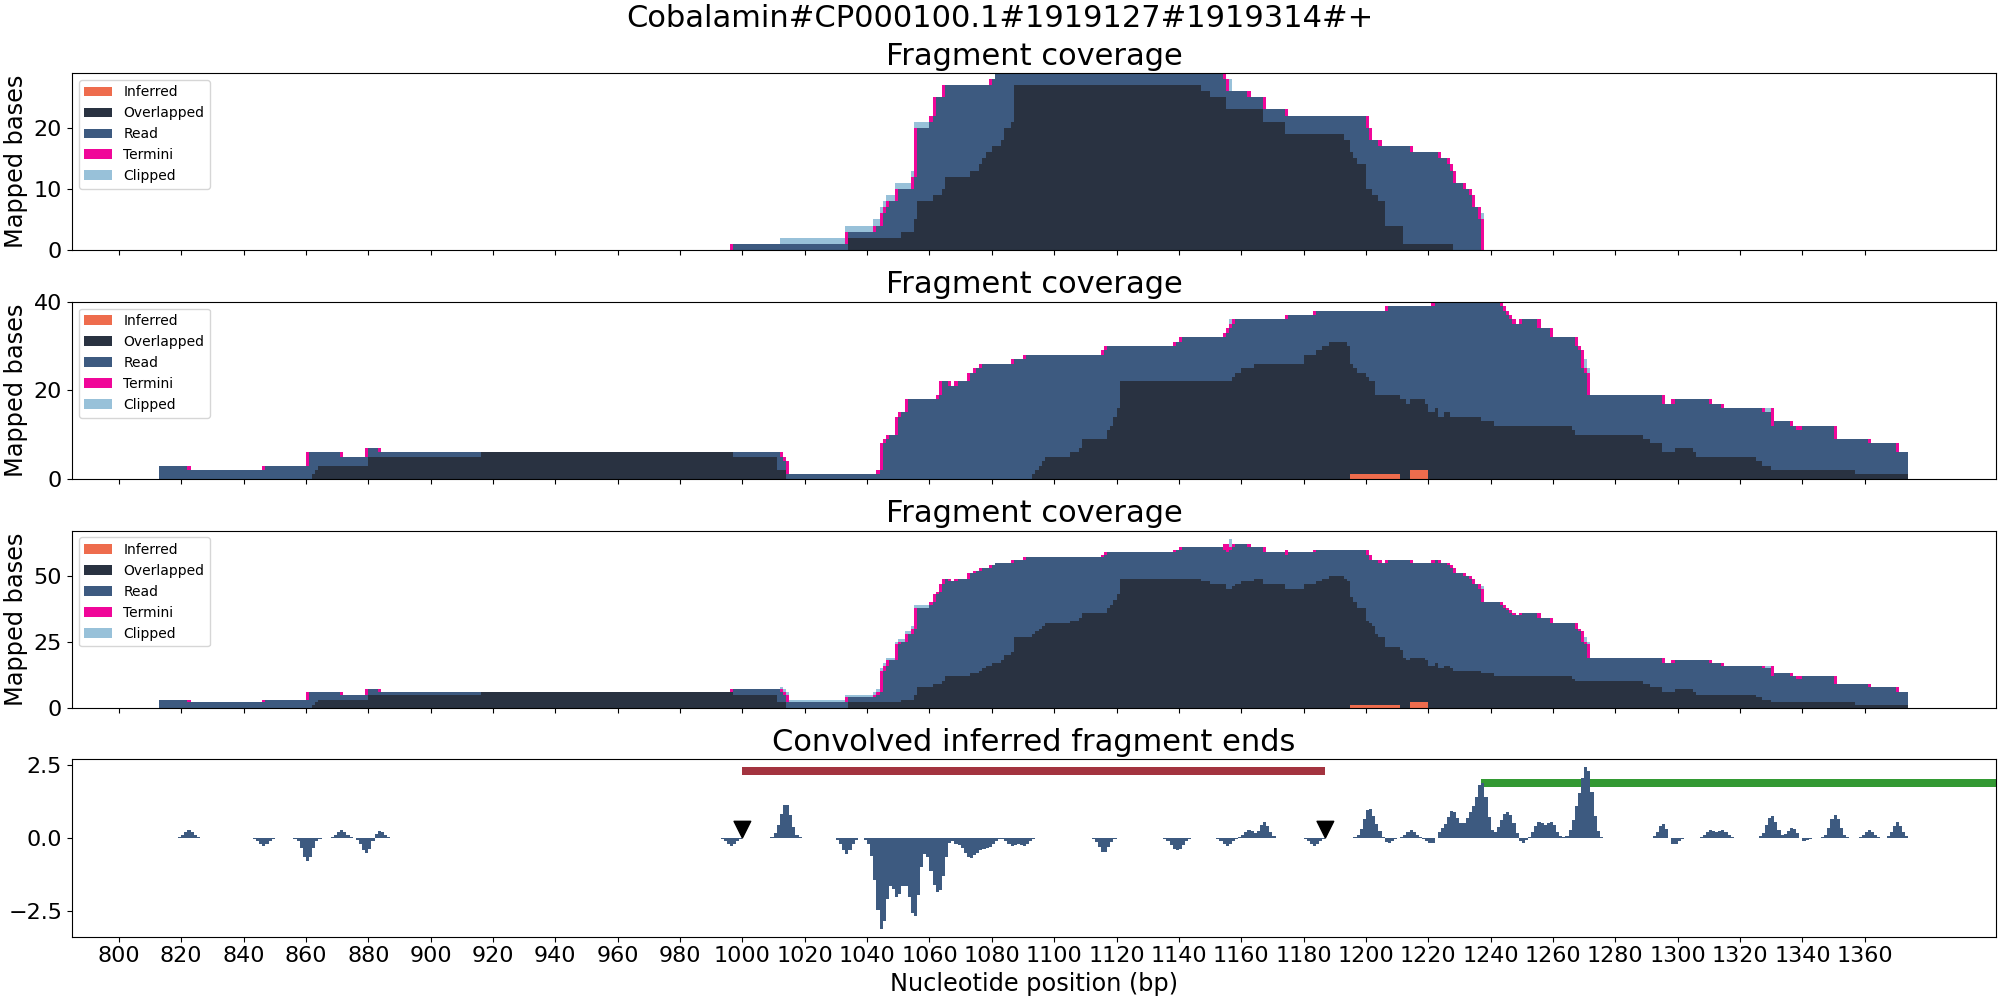 Cobalamin#CP000100.1#1919127#1919314#+
Fragment coverage
Mapped bases
20
10
0
Inferred
Overlapped
Read
Termini
Clipped
Fragment coverage
Mapped bases
40
20
0
Inferred
Overlapped
Read
Termini
Clipped
Fragment coverage
Mapped bases
50
25
0
Inferred
Overlapped
Read
Termini
Clipped
Convolved inferred fragment ends
2.5
0.0
−2.5
800 820 840 860 880 900 920 940 960 980 1000 1020 1040 1060 1080 1100 1120 1140 1160 1180 1200 1220 1240 1260 1280 1300 1320 1340 1360
Nucleotide position (bp)